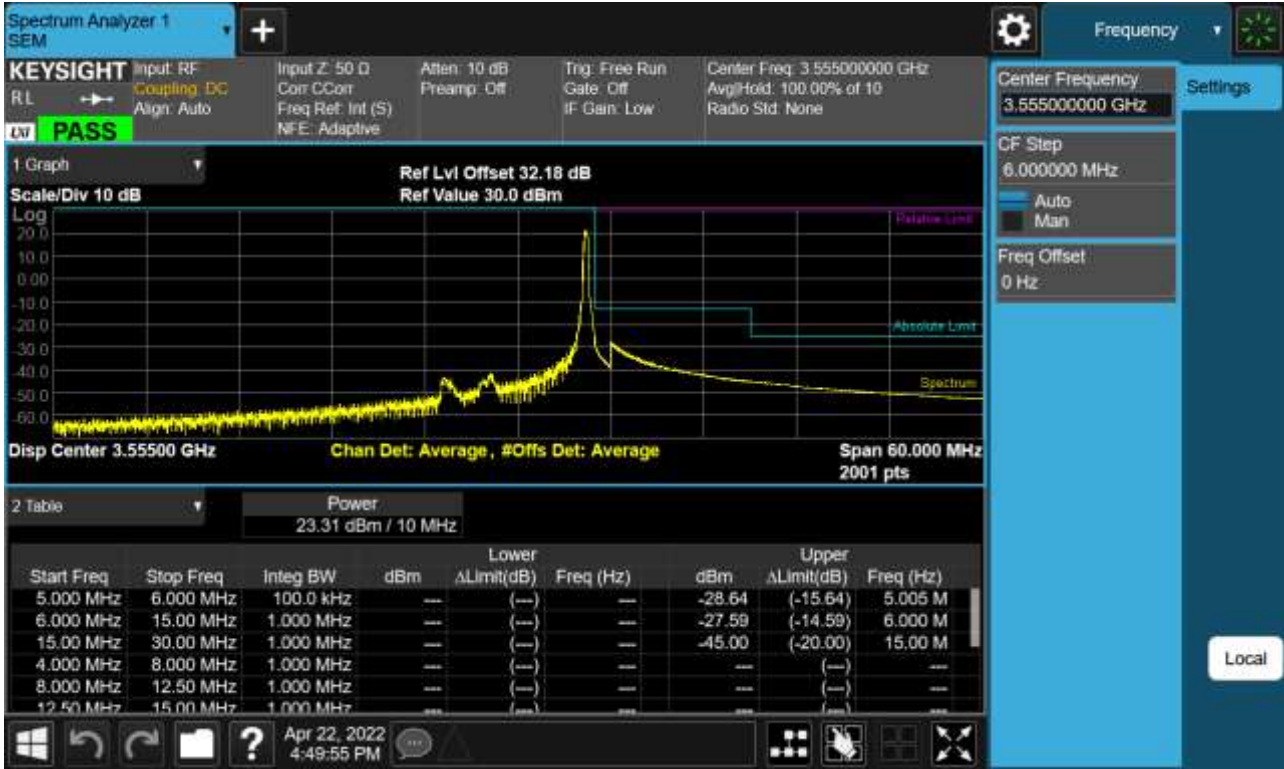 Spectrum Analyzer 1
SEM
+
Frequency
KEYSIGHT
RL
LXI
PASS
Input: RF
Coupling: DC
Align: Auto
Input Z: 50 Ω
Corr CCorr
Freq Ref: Int (S)
NFE: Adaptive
Atten: 10 dB
Preamp: Off
Trig: Free Run
Gate: Off
IF Gain: Low
Center Freq: 3.555000000 GHz
Avg|Hold: 100.00% of 10
Radio Std: None
Center Frequency
3.555000000 GHz
Settings
CF Step
6.000000 MHz
Auto
Man
Freq Offset
0 Hz
1 Graph
Scale/Div 10 dB
Ref Lvl Offset 32.18 dB
Ref Value 30.0 dBm
Log
20.0
10.0
0.00
-10.0
-20.0
-30.0
-40.0
-50.0
-60.0
Relative Limit
Absolute Limit
Spectrum
Disp Center 3.55500 GHz
Chan Det: Average , #Offs Det: Average
Span 60.000 MHz
2001 pts
2 Table
Power
23.31 dBm / 10 MHz
Lower Upper
Start Freq Stop Freq Integ BW dBm ΔLimit(dB) Freq (Hz) dBm ΔLimit(dB) Freq (Hz)
5.000 MHz 6.000 MHz 100.0 kHz --- (---) --- -28.64 (-15.64) 5.005 M
6.000 MHz 15.00 MHz 1.000 MHz --- (---) --- -27.59 (-14.59) 6.000 M
15.00 MHz 30.00 MHz 1.000 MHz --- (---) --- -45.00 (-20.00) 15.00 M
4.000 MHz 8.000 MHz 1.000 MHz --- (---) --- --- (---) ---
8.000 MHz 12.50 MHz 1.000 MHz --- (---) --- --- (---) ---
12.50 MHz 15.00 MHz 1.000 MHz --- (---) --- --- (---) ---
Local
?
Apr 22, 2022
4:49:55 PM